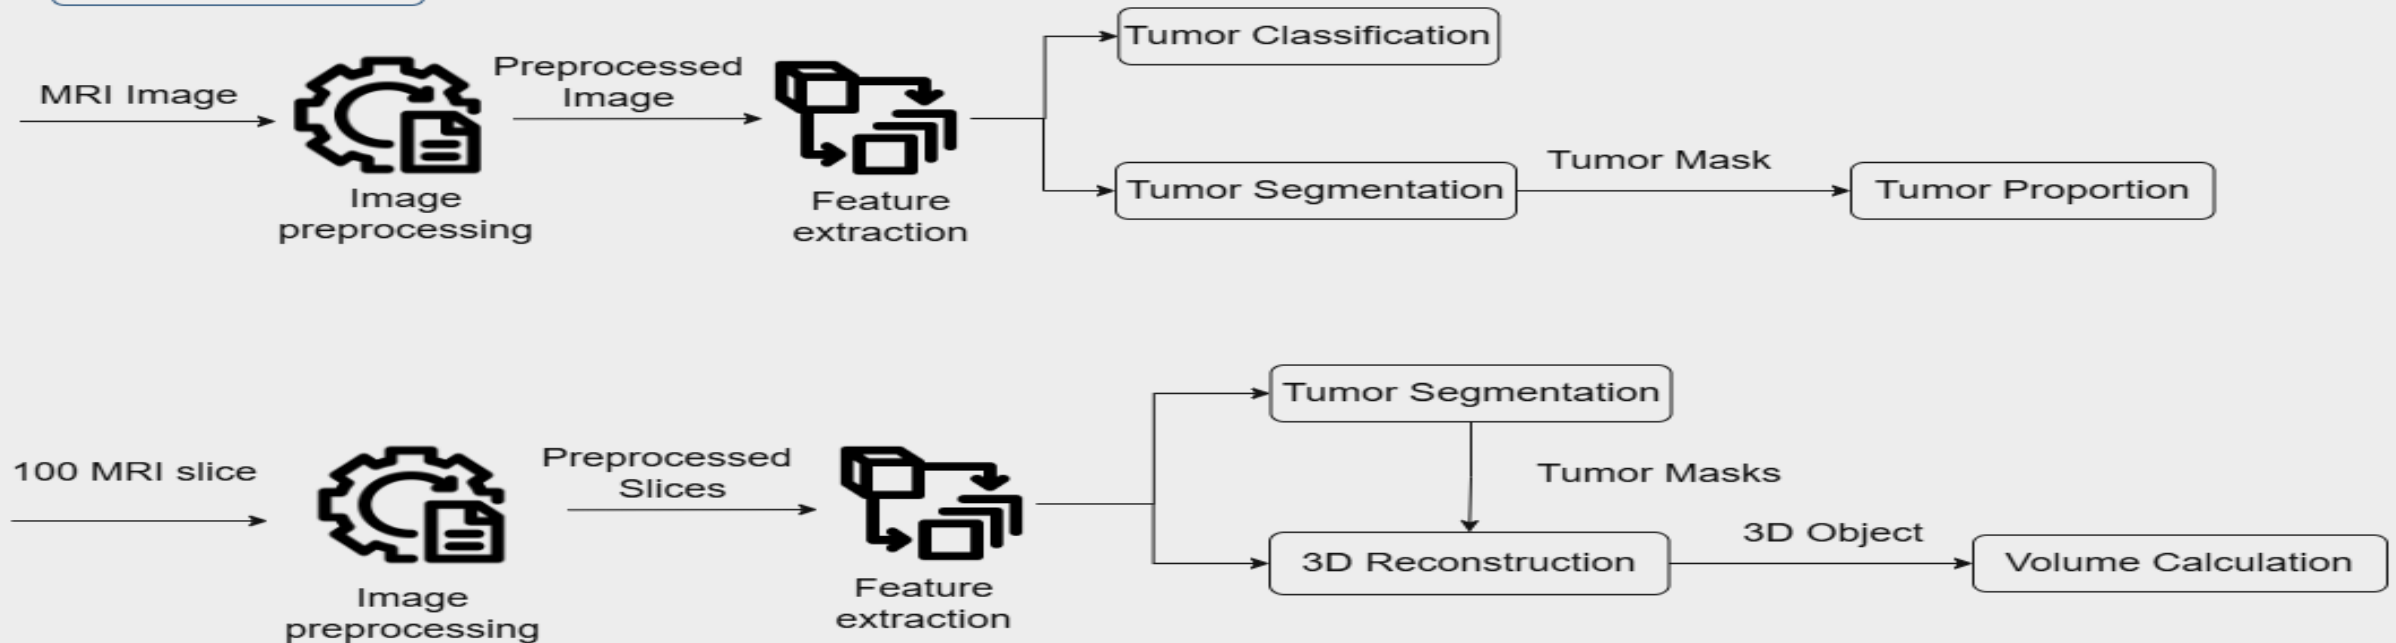 MRI Image
Image
preprocessing
Preprocessed
Image
Feature
extraction
Tumor Classification
Tumor Segmentation
Tumor Mask
Tumor Proportion
100 MRI slice
Image
preprocessing
Preprocessed
Slices
Feature
extraction
Tumor Segmentation
Tumor Masks
3D Reconstruction
3D Object
Volume Calculation